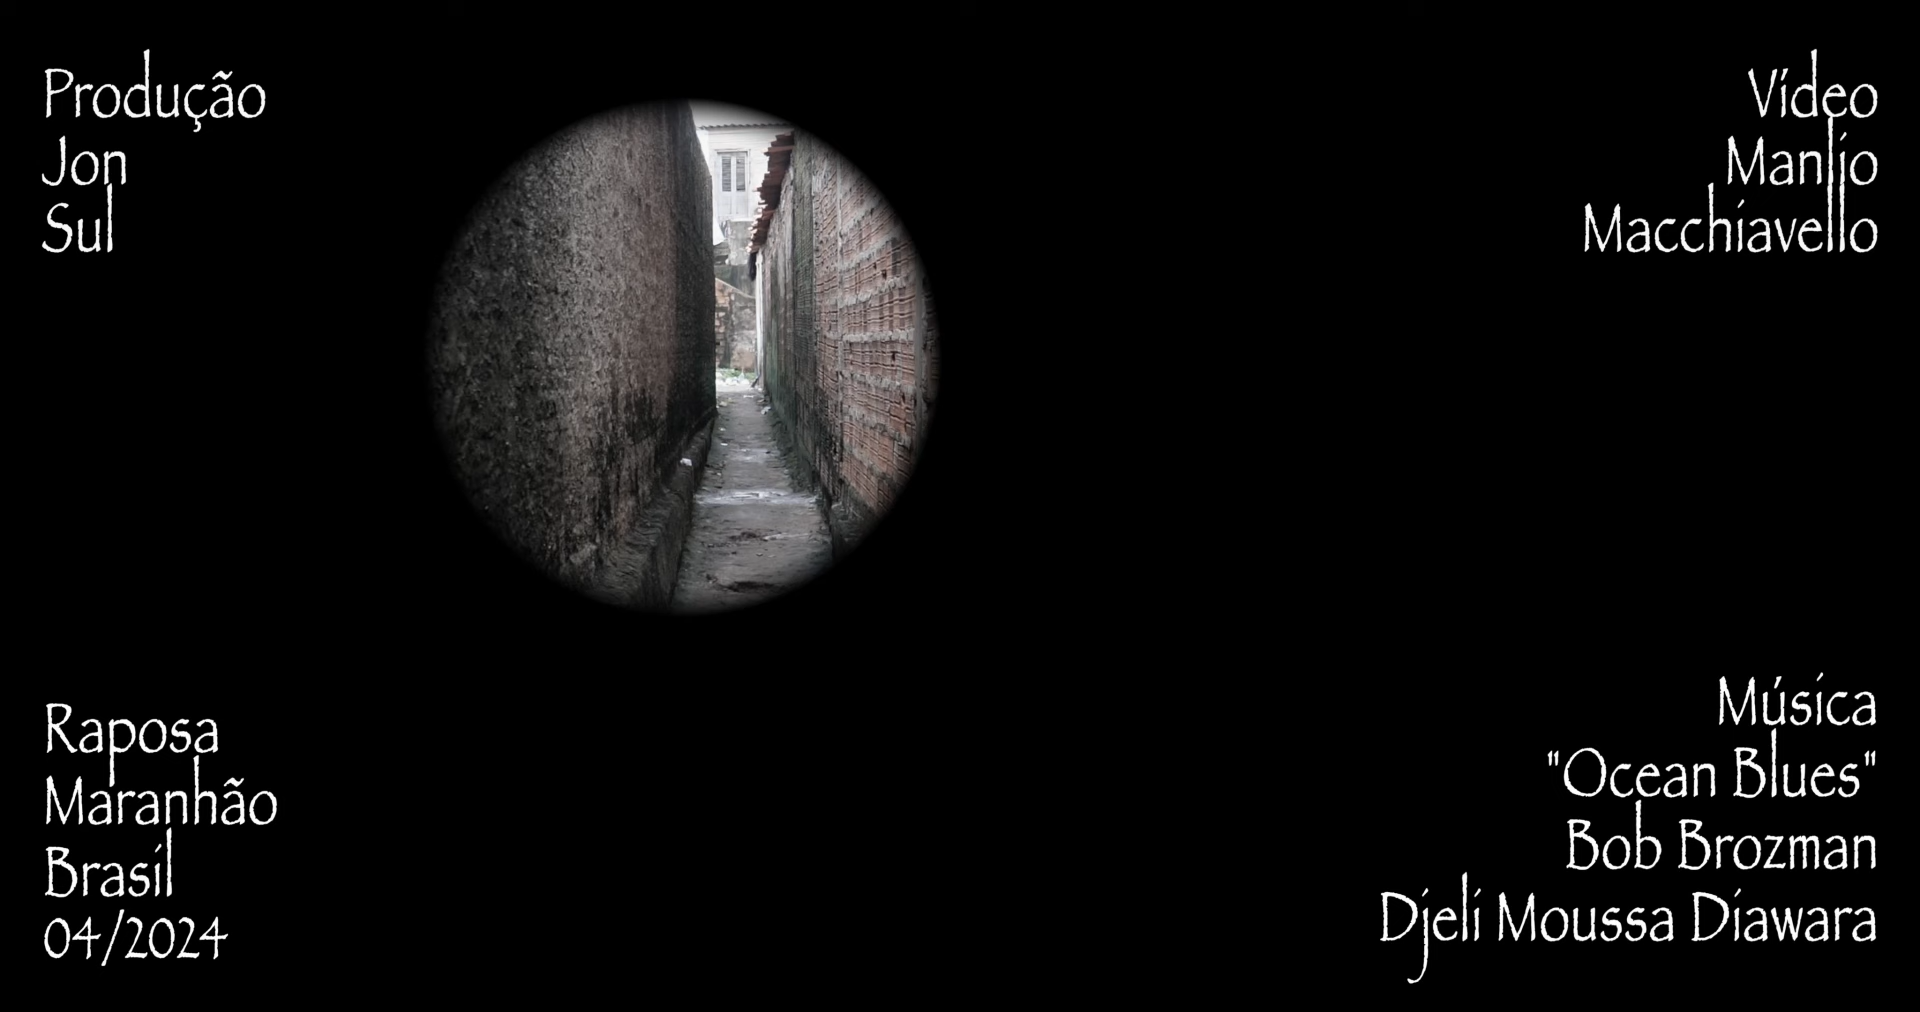 Produção
Jon
Sul
Vídeo
Manlio
Macchiavello
Raposa
Maranhão
Brasil
04/2024
Música
"Ocean Blues"
Bob Brozman
Djeli Moussa Diawara